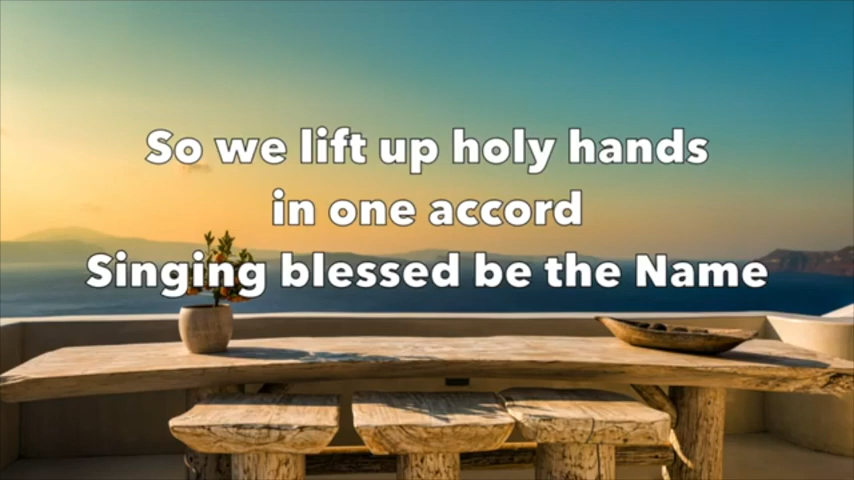 So we lift up holy hands
in one accord
Singing blessed be the Name